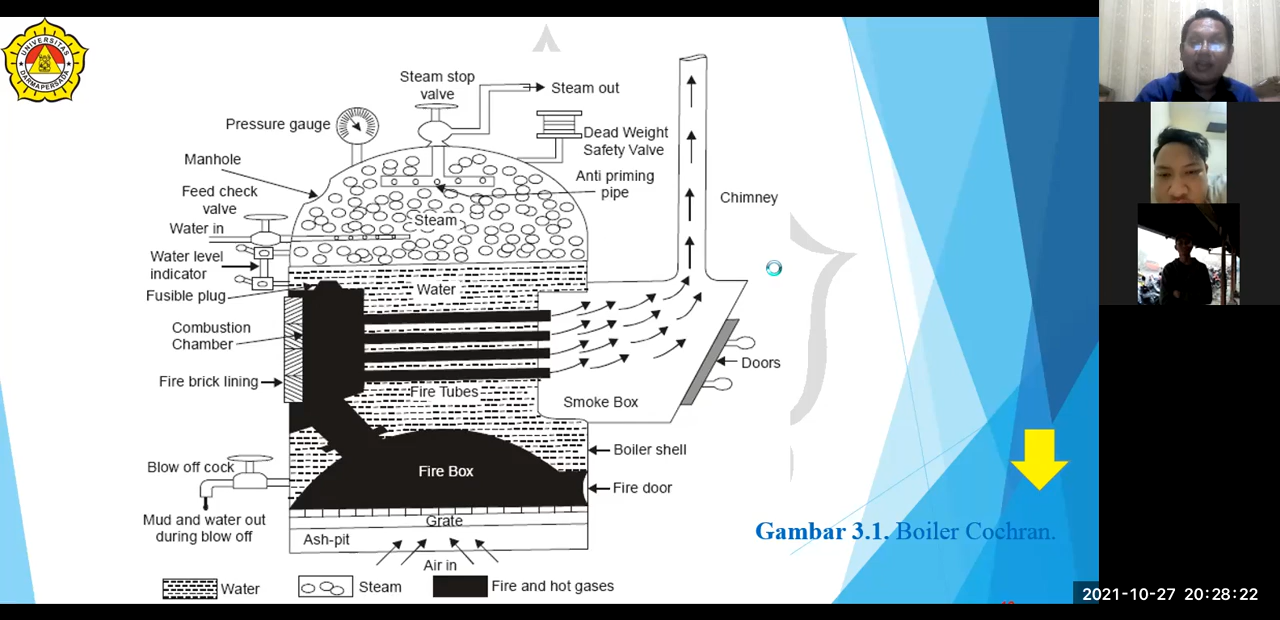 UNIVERSITAS
DARMA PERSADA
Steam stop
valve
Steam out
Pressure gauge
Dead Weight
Safety Valve
Manhole
Anti priming
pipe
Feed check
valve
Chimney
Steam
Water in
Water level
indicator
Water
Fusible plug
Combustion
Chamber
Doors
Fire brick lining
Fire Tubes
Smoke Box
Boiler shell
Blow off cock
Fire Box
Fire door
Mud and water out
during blow off
Grate
Ash-pit
Air in
Gambar 3.1. Boiler Cochran.
Water
Steam
Fire and hot gases
2021-10-27 20:28:22